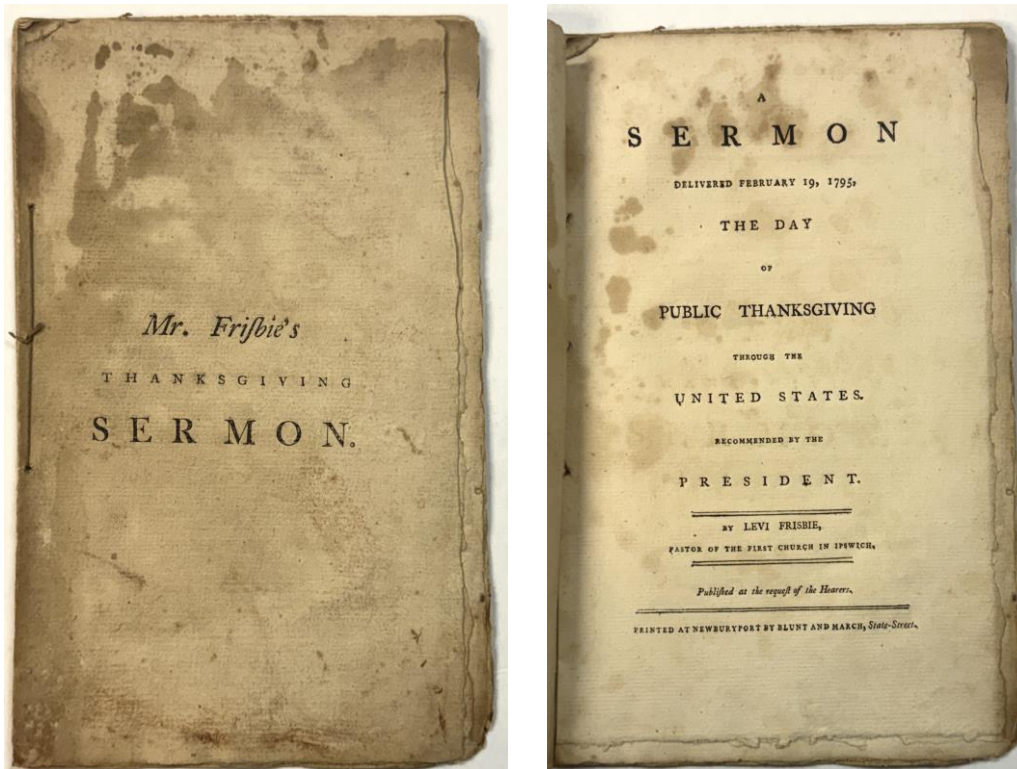 Mr. Friſbie's
THANKSGIVING
SERMON.
A
SERMON
DELIVERED FEBRUARY 19, 1795,
THE DAY
OF
PUBLIC THANKSGIVING
THROUGH THE
UNITED STATES.
RECOMMENDED BY THE
PRESIDENT.
BY LEVI FRISBIE,
PASTOR OF THE FIRST CHURCH IN IPSWICH,
Publiſhed at the requeſt of the Hearers.
PRINTED AT NEWBURYPORT BY BLUNT AND MARCH, State-Street.